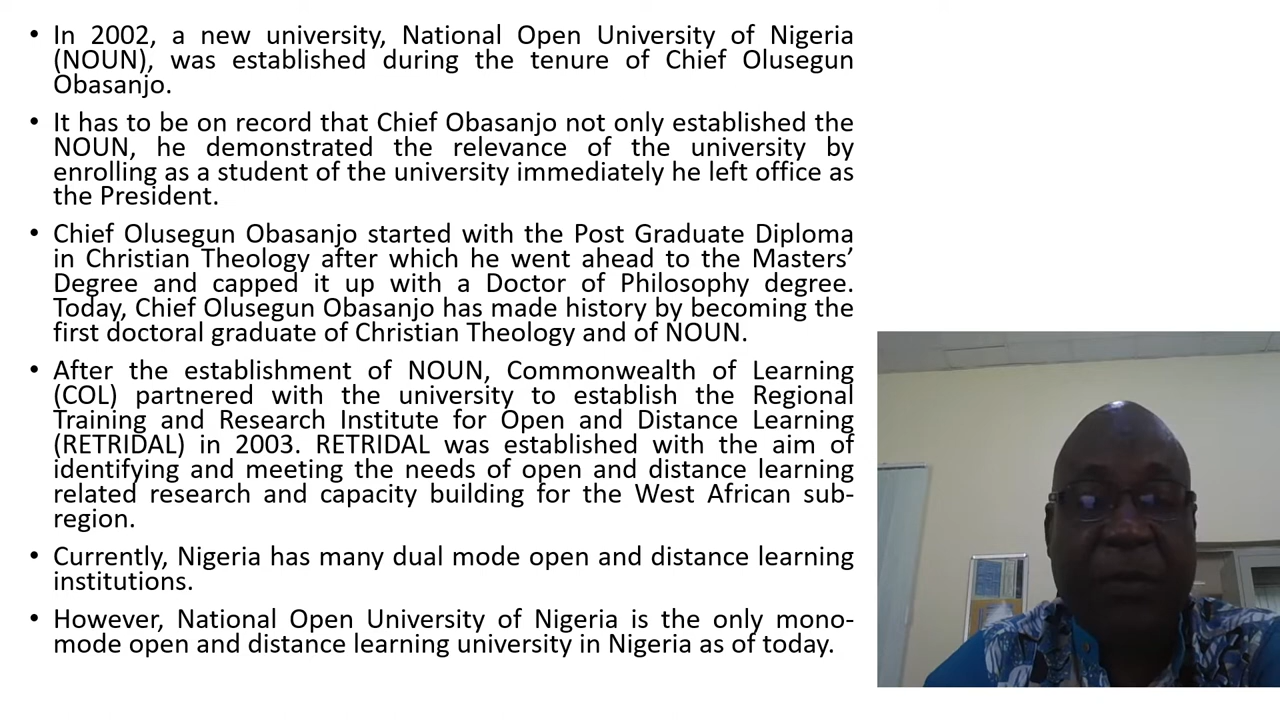 • In 2002, a new university, National Open University of Nigeria
(NOUN), was established during the tenure of Chief Olusegun
Obasanjo.
• It has to be on record that Chief Obasanjo not only established the
NOUN, he demonstrated the relevance of the university by
enrolling as a student of the university immediately he left office as
the President.
• Chief Olusegun Obasanjo started with the Post Graduate Diploma
in Christian Theology after which he went ahead to the Masters’
Degree and capped it up with a Doctor of Philosophy degree.
Today, Chief Olusegun Obasanjo has made history by becoming the
first doctoral graduate of Christian Theology and of NOUN.
• After the establishment of NOUN, Commonwealth of Learning
(COL) partnered with the university to establish the Regional
Training and Research Institute for Open and Distance Learning
(RETRIDAL) in 2003. RETRIDAL was established with the aim of
identifying and meeting the needs of open and distance learning
related research and capacity building for the West African sub-
region.
• Currently, Nigeria has many dual mode open and distance learning
institutions.
• However, National Open University of Nigeria is the only mono-
mode open and distance learning university in Nigeria as of today.